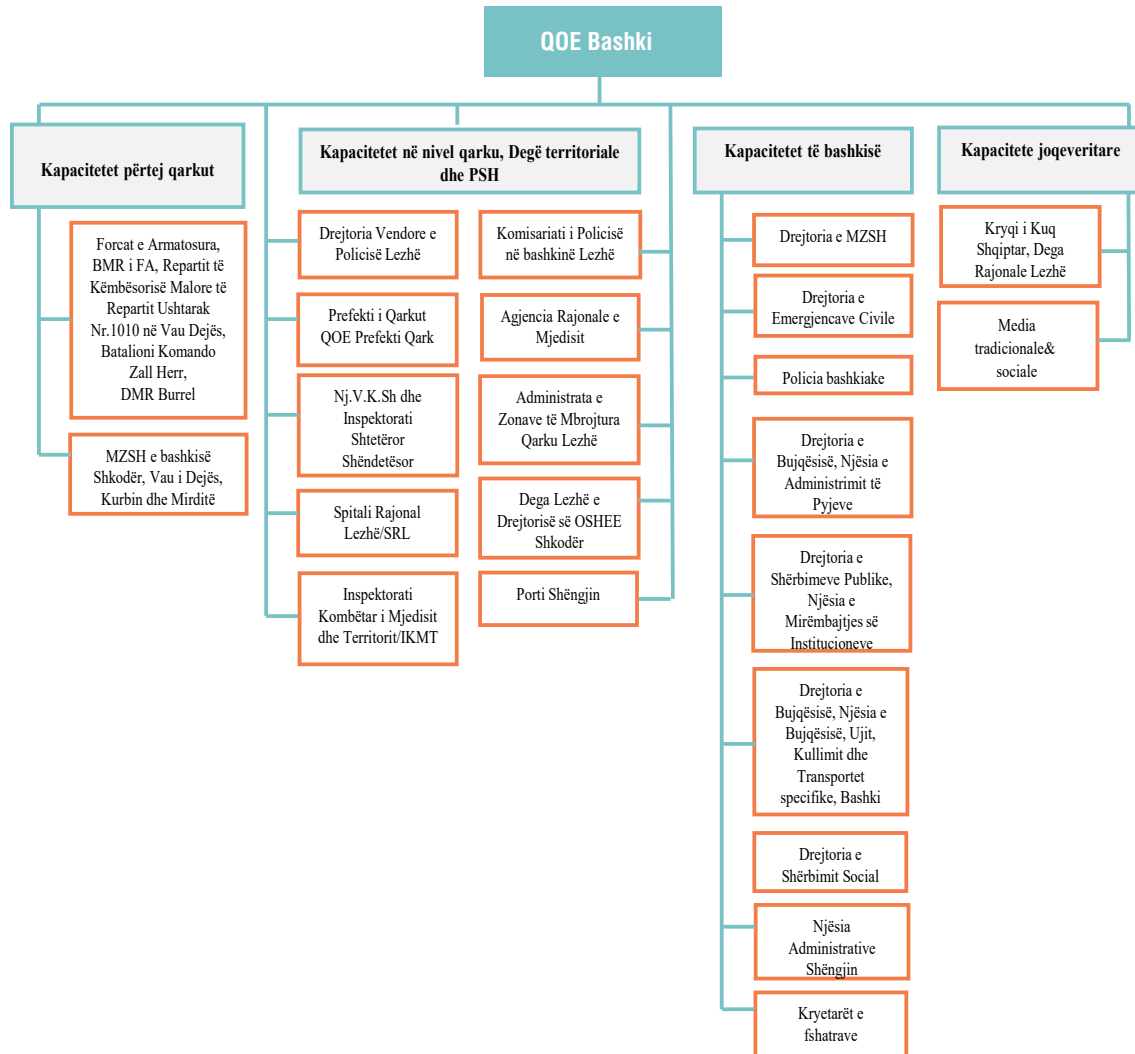 QOE Bashki
Kapacitetet përtej qarkut
Forcat e Armatosura,
BMR i FA, Repartit të
Këmbësorisë Malore të
Repartit Ushtarak
Nr.1010 në Vau Dejës,
Batalioni Komando
Zall Herr,
DMR Burrel
MZSH e bashkisë
Shkodër, Vau i Dejës,
Kurbin dhe Mirditë
Kapacitetet në nivel qarku, Degë territoriale
dhe PSH
Drejtoria Vendore e
Policisë Lezhë
Prefekti i Qarkut
QOE Prefekti Qark
Nj.V.K.Sh dhe
Inspektorati
Shtetëror
Shëndetësor
Spitali Rajonal
Lezhë/SRL
Inspektorati
Kombëtar i Mjedisit
dhe Territorit/IKMT
Komisariati i Policisë
në bashkinë Lezhë
Agjencia Rajonale e
Mjedisit
Administrata e
Zonave të Mbrojtura
Qarku Lezhë
Dega Lezhë e
Drejtorisë së OSHEE
Shkodër
Porti Shëngjin
Kapacitetet të bashkisë
Drejtoria e MZSH
Drejtoria e
Emergjencave Civile
Policia bashkiake
Drejtoria e
Bujqësisë, Njësia e
Administrimit të
Pyjeve
Drejtoria e
Shërbimeve Publike,
Njësia e
Mirëmbajtjes së
Institucioneve
Drejtoria e
Bujqësisë, Njësia e
Bujqësisë, Ujit,
Kullimit dhe
Transportet
specifike, Bashki
Drejtoria e
Shërbimit Social
Njësia
Administrative
Shëngjin
Kryetarët e
fshatrave
Kapacitete joqeveritare
Kryqi i Kuq
Shqiptar, Dega
Rajonale Lezhë
Media
tradicionale&
sociale